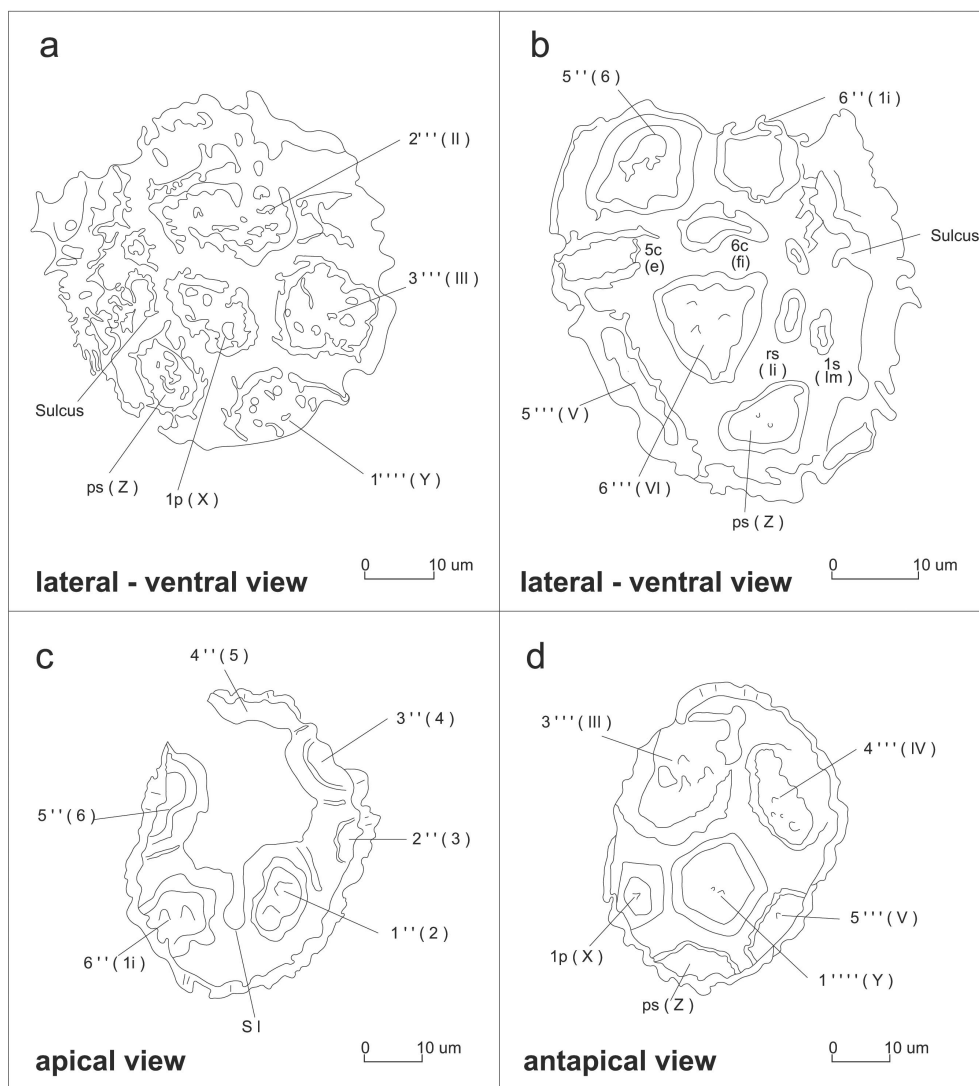 a
2'''(II)
3'''(III)
Sulcus
ps(Z)
1p(X)
1''''(Y)
lateral - ventral view
0 10 um
b
5''(6)
6''(1i)
Sulcus
5c
(e)
6c
(fi)
rs
(li)
1s
(lm)
5'''(V)
6'''(VI)
ps(Z)
lateral - ventral view
0 10 um
c
4''(5)
3''(4)
5''(6)
2''(3)
1''(2)
6''(1i)
S I
apical view
0 10 um
d
3'''(III)
4'''(IV)
5'''(V)
1p(X)
1''''(Y)
ps(Z)
antapical view
0 10 um